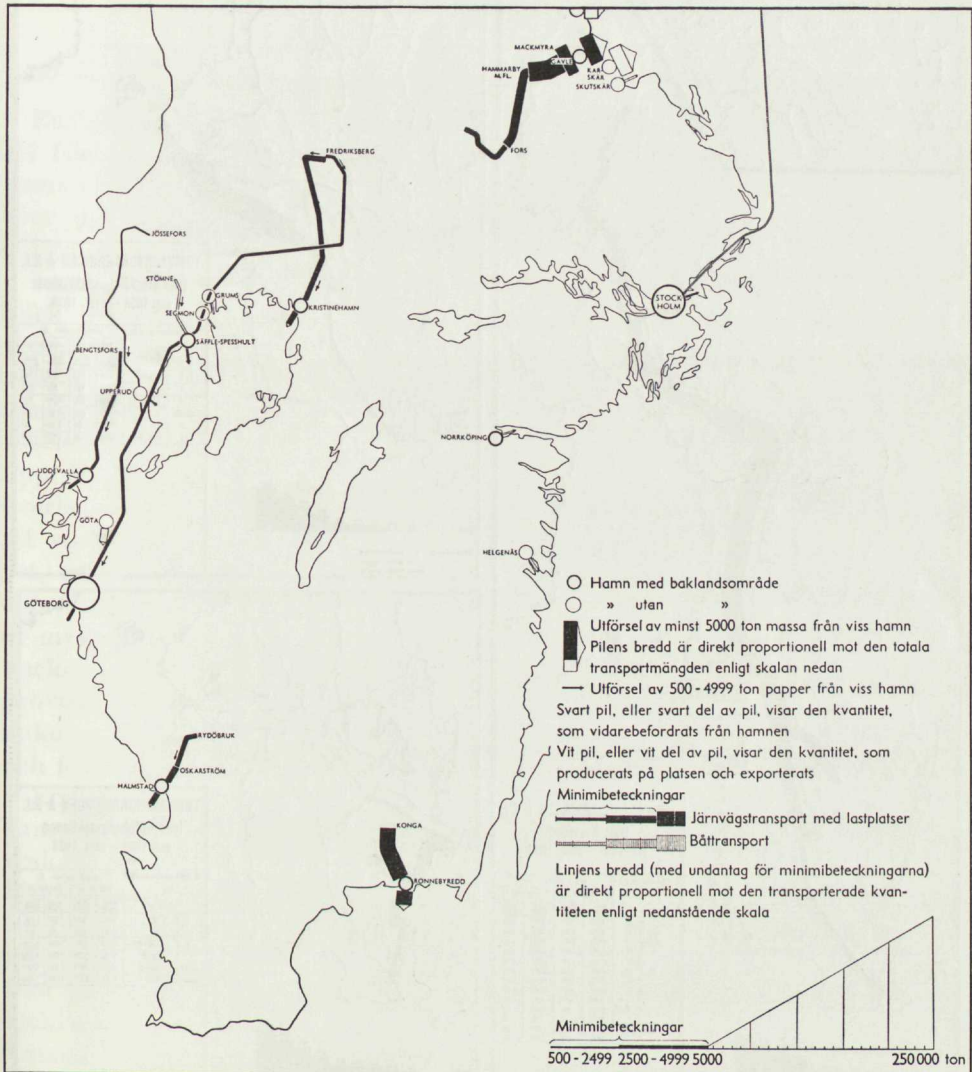 MACKMYRA
GÄVLE
HAMMARBY
M.FL.
KAR-
SKÄR
SKUTSKÄR
FORS
FREDRIKSBERG
JÖSSEFORS
STÖMNE
GRUMS
SEGMON
KRISTINEHAMN
STOCK-
HOLM
SÄFFLE-SPESSHULT
BENGTSFORS
UPPERUD
NORRKÖPING
UDDEVALLA
GÖTA
HELGENÄS
GÖTEBORG
RYDÖBRUK
OSKARSTRÖM
HALMSTAD
KONGA
RONNEBYREDD
Hamn med baklandsområde
» utan »
Utförsel av minst 5000 ton massa från viss hamn
Pilens bredd är direkt proportionell mot den totala
transportmängden enligt skalan nedan
Utförsel av 500-4999 ton papper från viss hamn
Svart pil, eller svart del av pil, visar den kvantitet,
som vidarebefordrats från hamnen
Vit pil, eller vit del av pil, visar den kvantitet, som
producerats på platsen och exporterats
Minimibeteckningar
Järnvägstransport med lastplatser
Båttransport
Linjens bredd (med undantag för minimibeteckningarna)
är direkt proportionell mot den transporterade kvan-
titeten enligt nedanstående skala
Minimibeteckningar
500-2499 2500-4999 5000 250000 ton